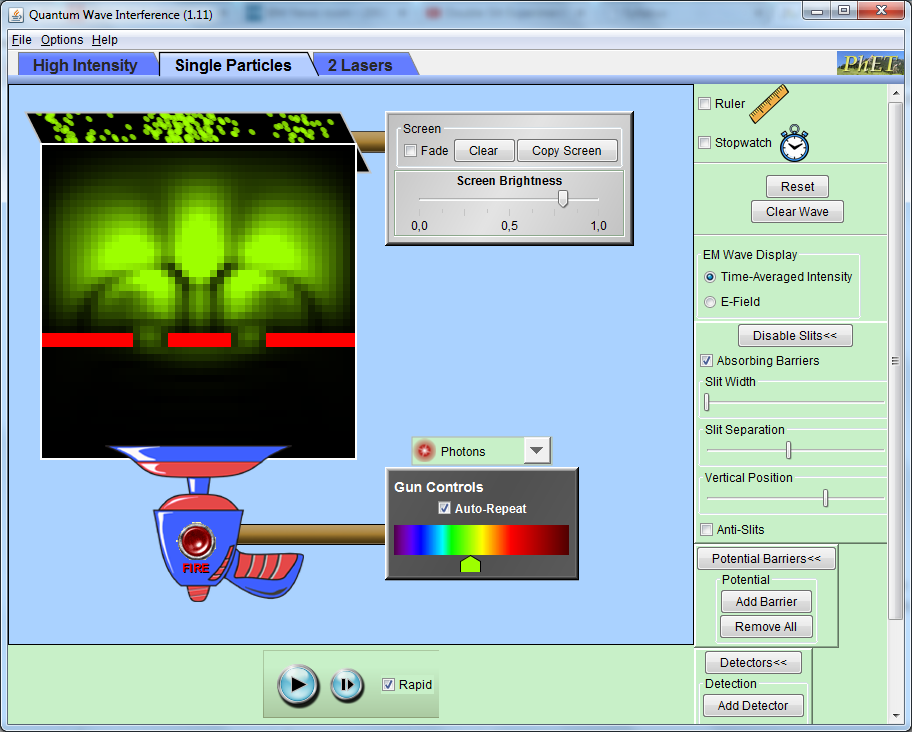 Quantum Wave Interference (1.11)
File Options Help
High Intensity
Single Particles
2 Lasers
PhET
Screen
Fade
Clear
Copy Screen
Screen Brightness
0,0 0,5 1,0
Ruler
Stopwatch
Reset
Clear Wave
EM Wave Display
Time-Averaged Intensity
E-Field
Disable Slits<<
Absorbing Barriers
Slit Width
Slit Separation
Vertical Position
Anti-Slits
Potential Barriers<<
Potential
Add Barrier
Remove All
Detectors<<
Detection
Add Detector
Photons
Gun Controls
Auto-Repeat
FIRE
Rapid